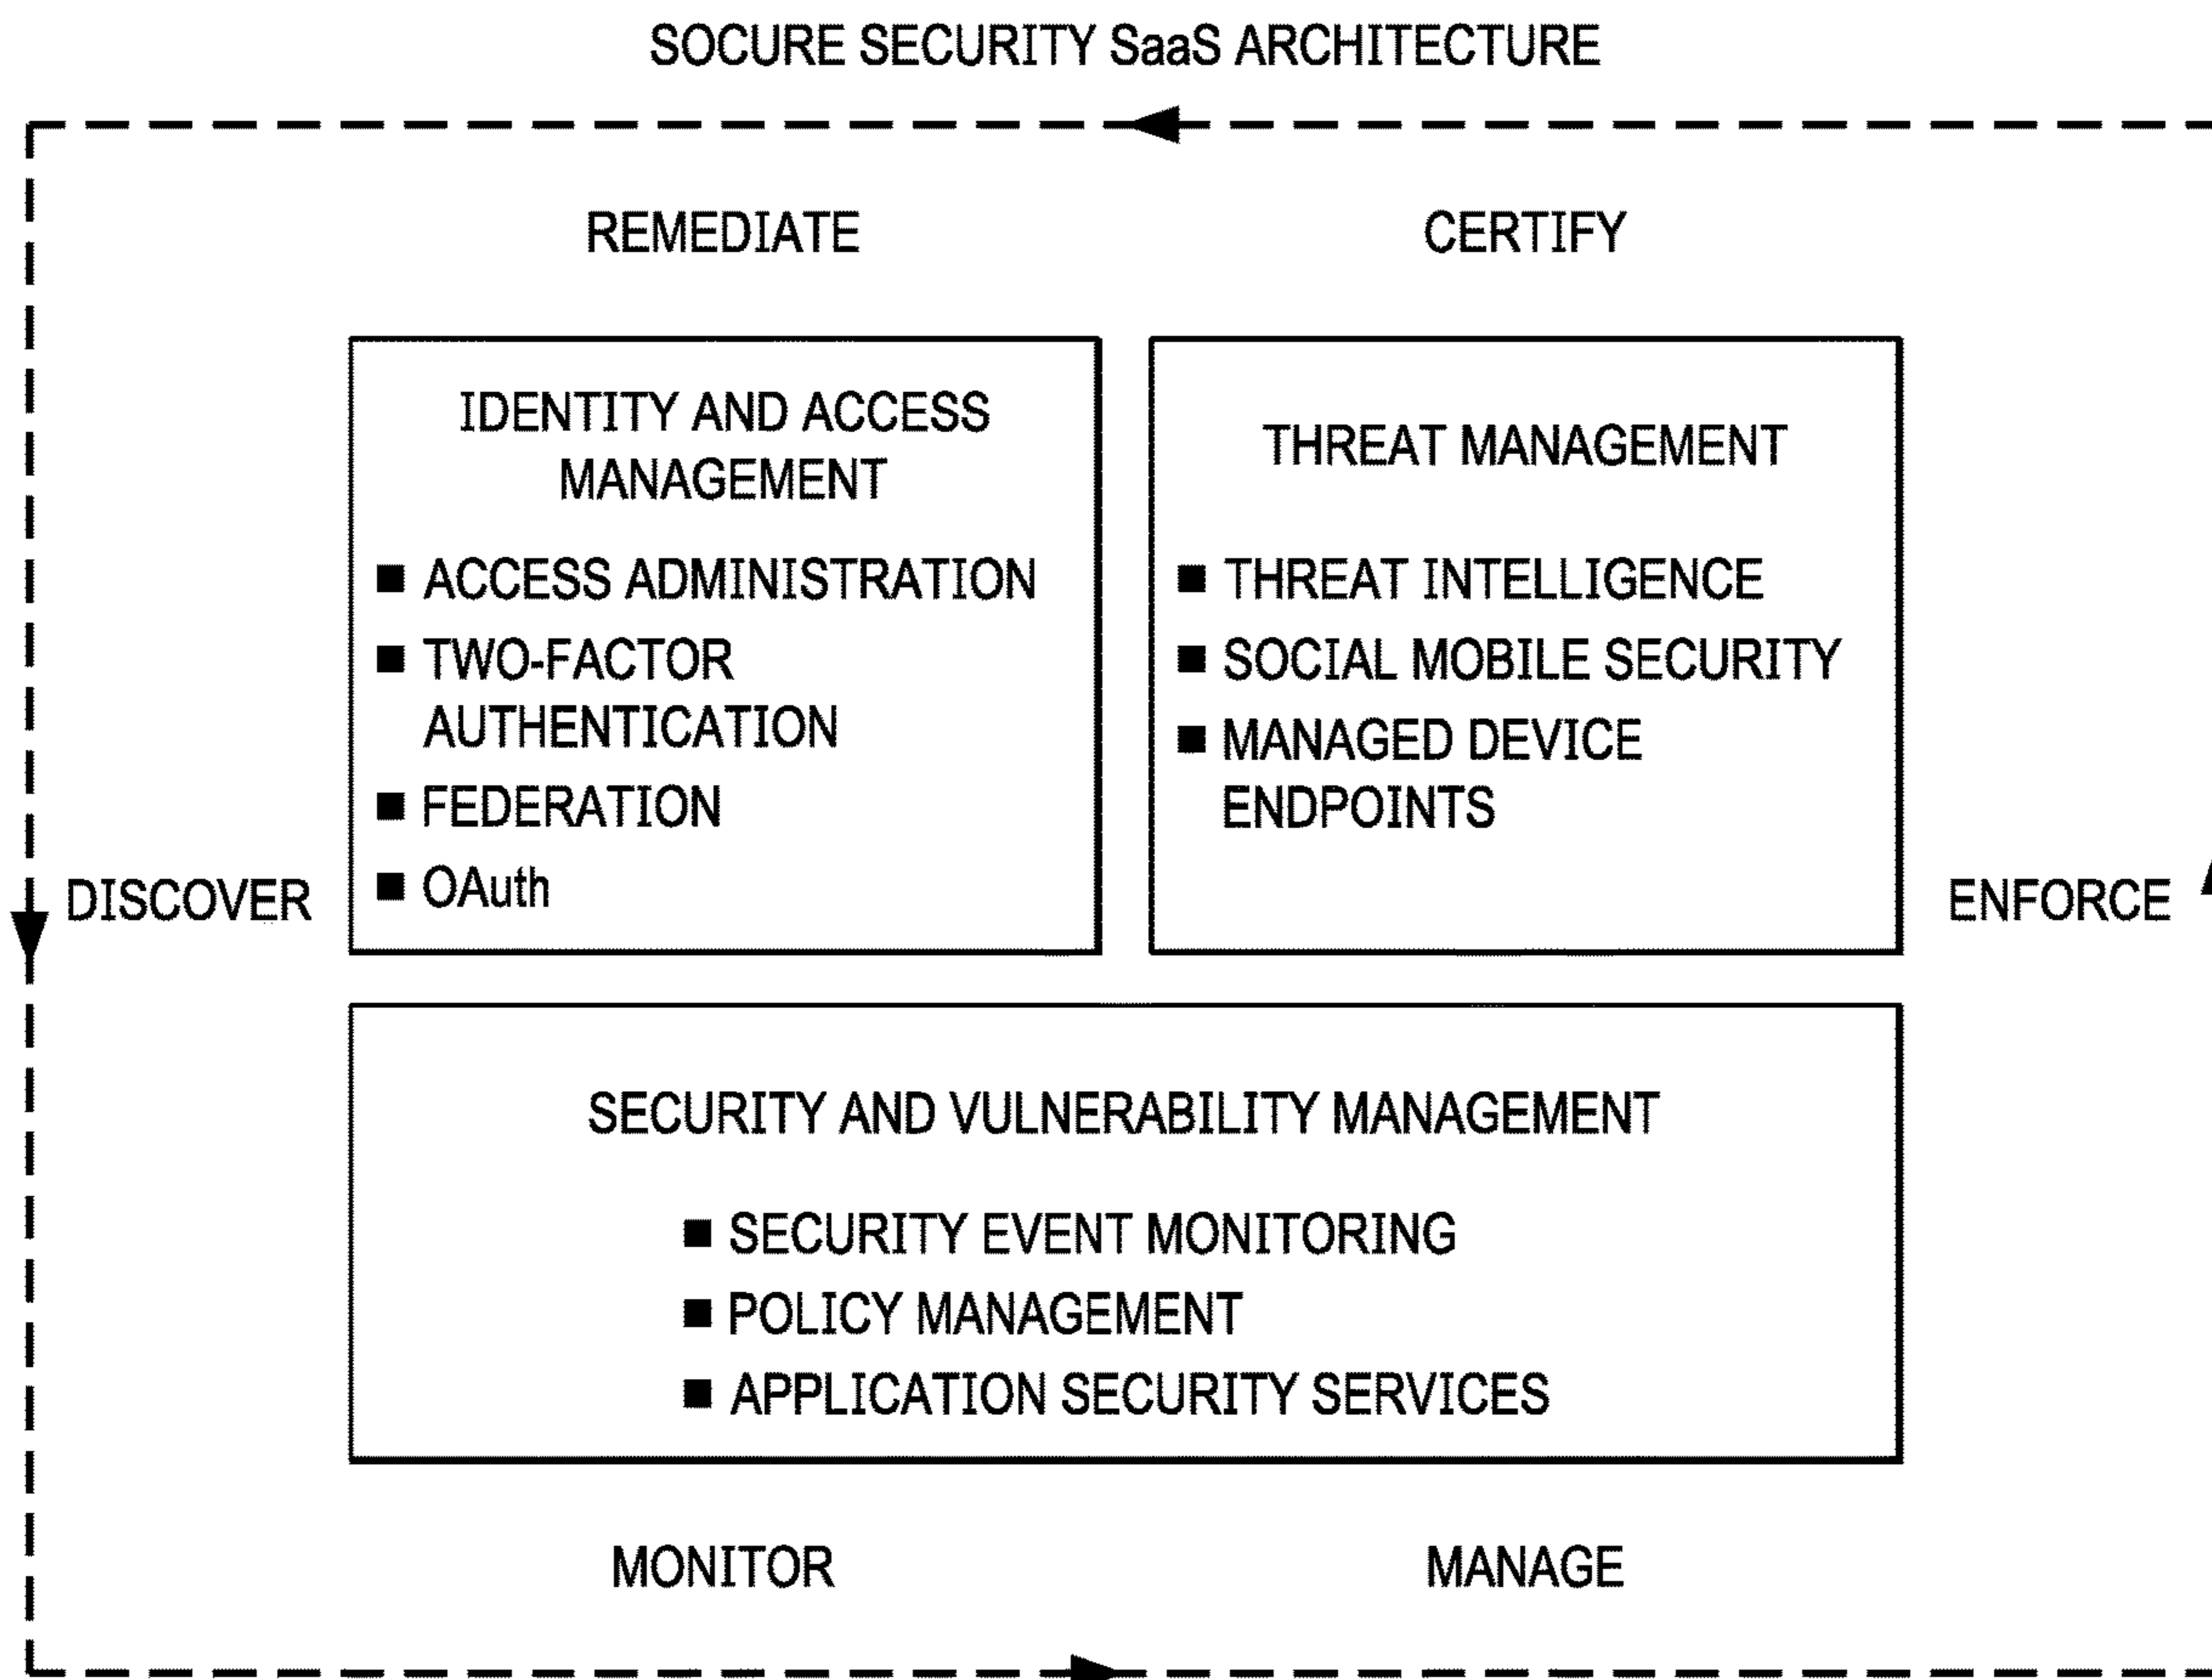 SOCURE SECURITY SaaS ARCHITECTURE
REMEDIATE
CERTIFY
IDENTITY AND ACCESS
MANAGEMENT
■ ACCESS ADMINISTRATION
■ TWO-FACTOR
AUTHENTICATION
■ FEDERATION
■ OAuth
THREAT MANAGEMENT
■ THREAT INTELLIGENCE
■ SOCIAL MOBILE SECURITY
■ MANAGED DEVICE
ENDPOINTS
DISCOVER
ENFORCE
SECURITY AND VULNERABILITY MANAGEMENT
■ SECURITY EVENT MONITORING
■ POLICY MANAGEMENT
■ APPLICATION SECURITY SERVICES
MONITOR
MANAGE